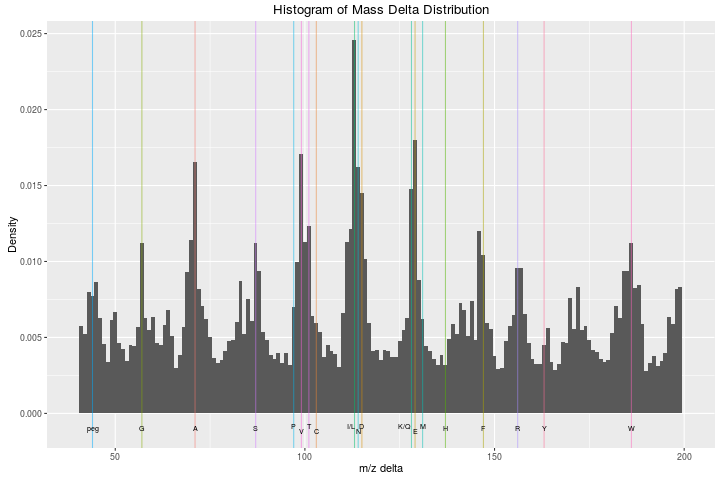 Histogram of Mass Delta Distribution
Density
0.025
0.020
0.015
0.010
0.005
0.000
peg G A S P V T C I/L N D K/Q E M H F R Y W
50 100 150 200
m/z delta